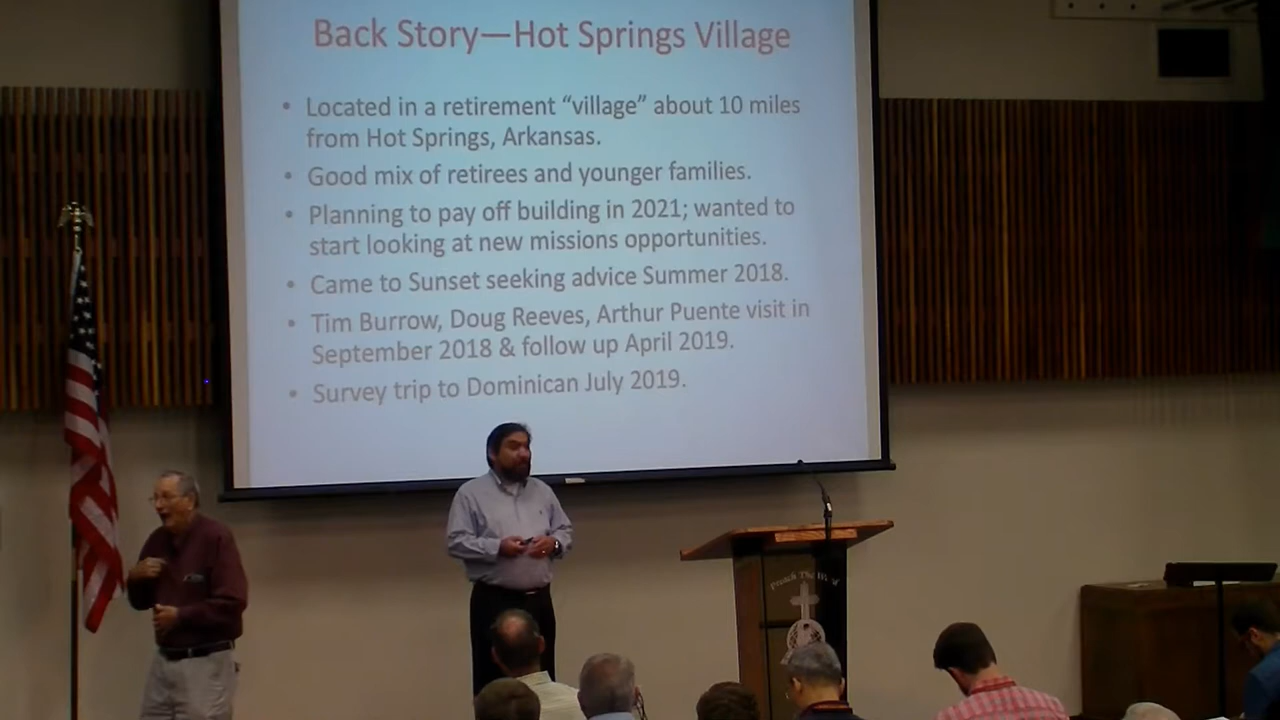 Back Story—Hot Springs Village
• Located in a retirement “village” about 10 miles
from Hot Springs, Arkansas.
• Good mix of retirees and younger families.
• Planning to pay off building in 2021; wanted to
start looking at new missions opportunities.
• Came to Sunset seeking advice Summer 2018.
• Tim Burrow, Doug Reeves, Arthur Puente visit in
September 2018 & follow up April 2019.
• Survey trip to Dominican July 2019.
Preach The